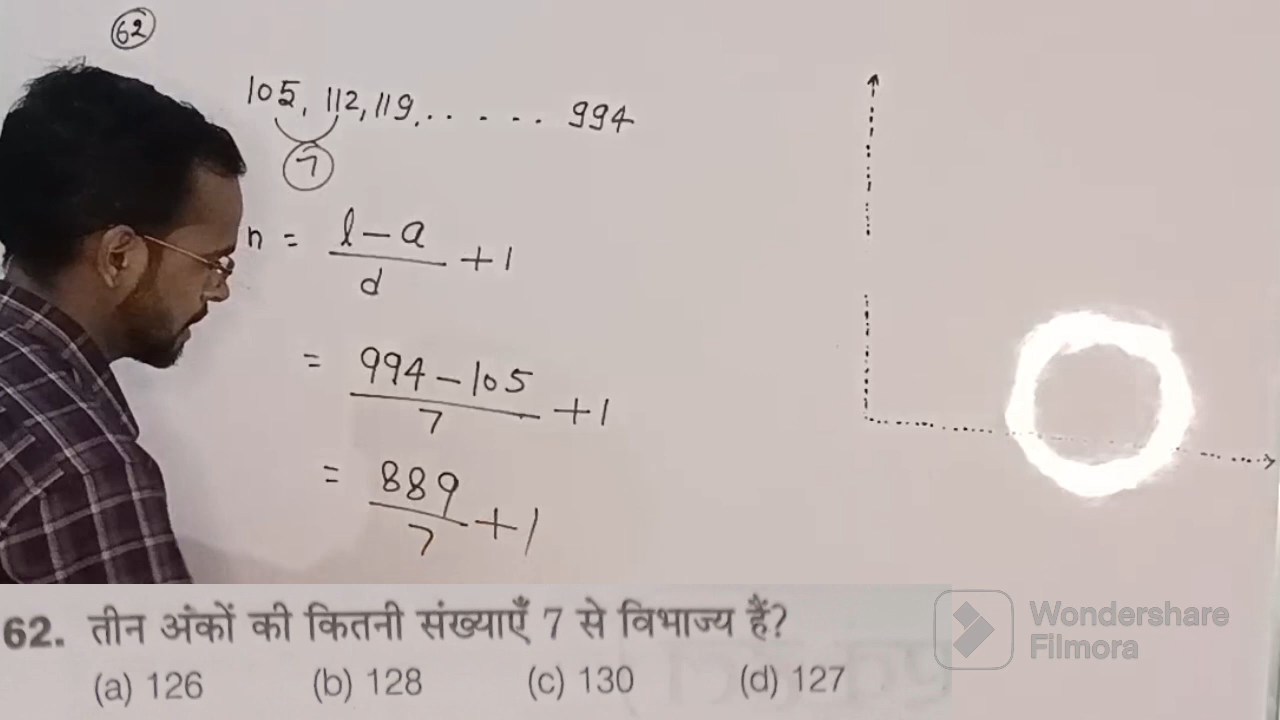 62
105, 112, 119, . . . . . . 994
7
n = l - a / d + 1
= 994 - 105 / 7 + 1
= 889 / 7 + 1
62. तीन अंकों की कितनी संख्याएँ 7 से विभाज्य हैं?
(a) 126 (b) 128 (c) 130 (d) 127
Wondershare
Filmora